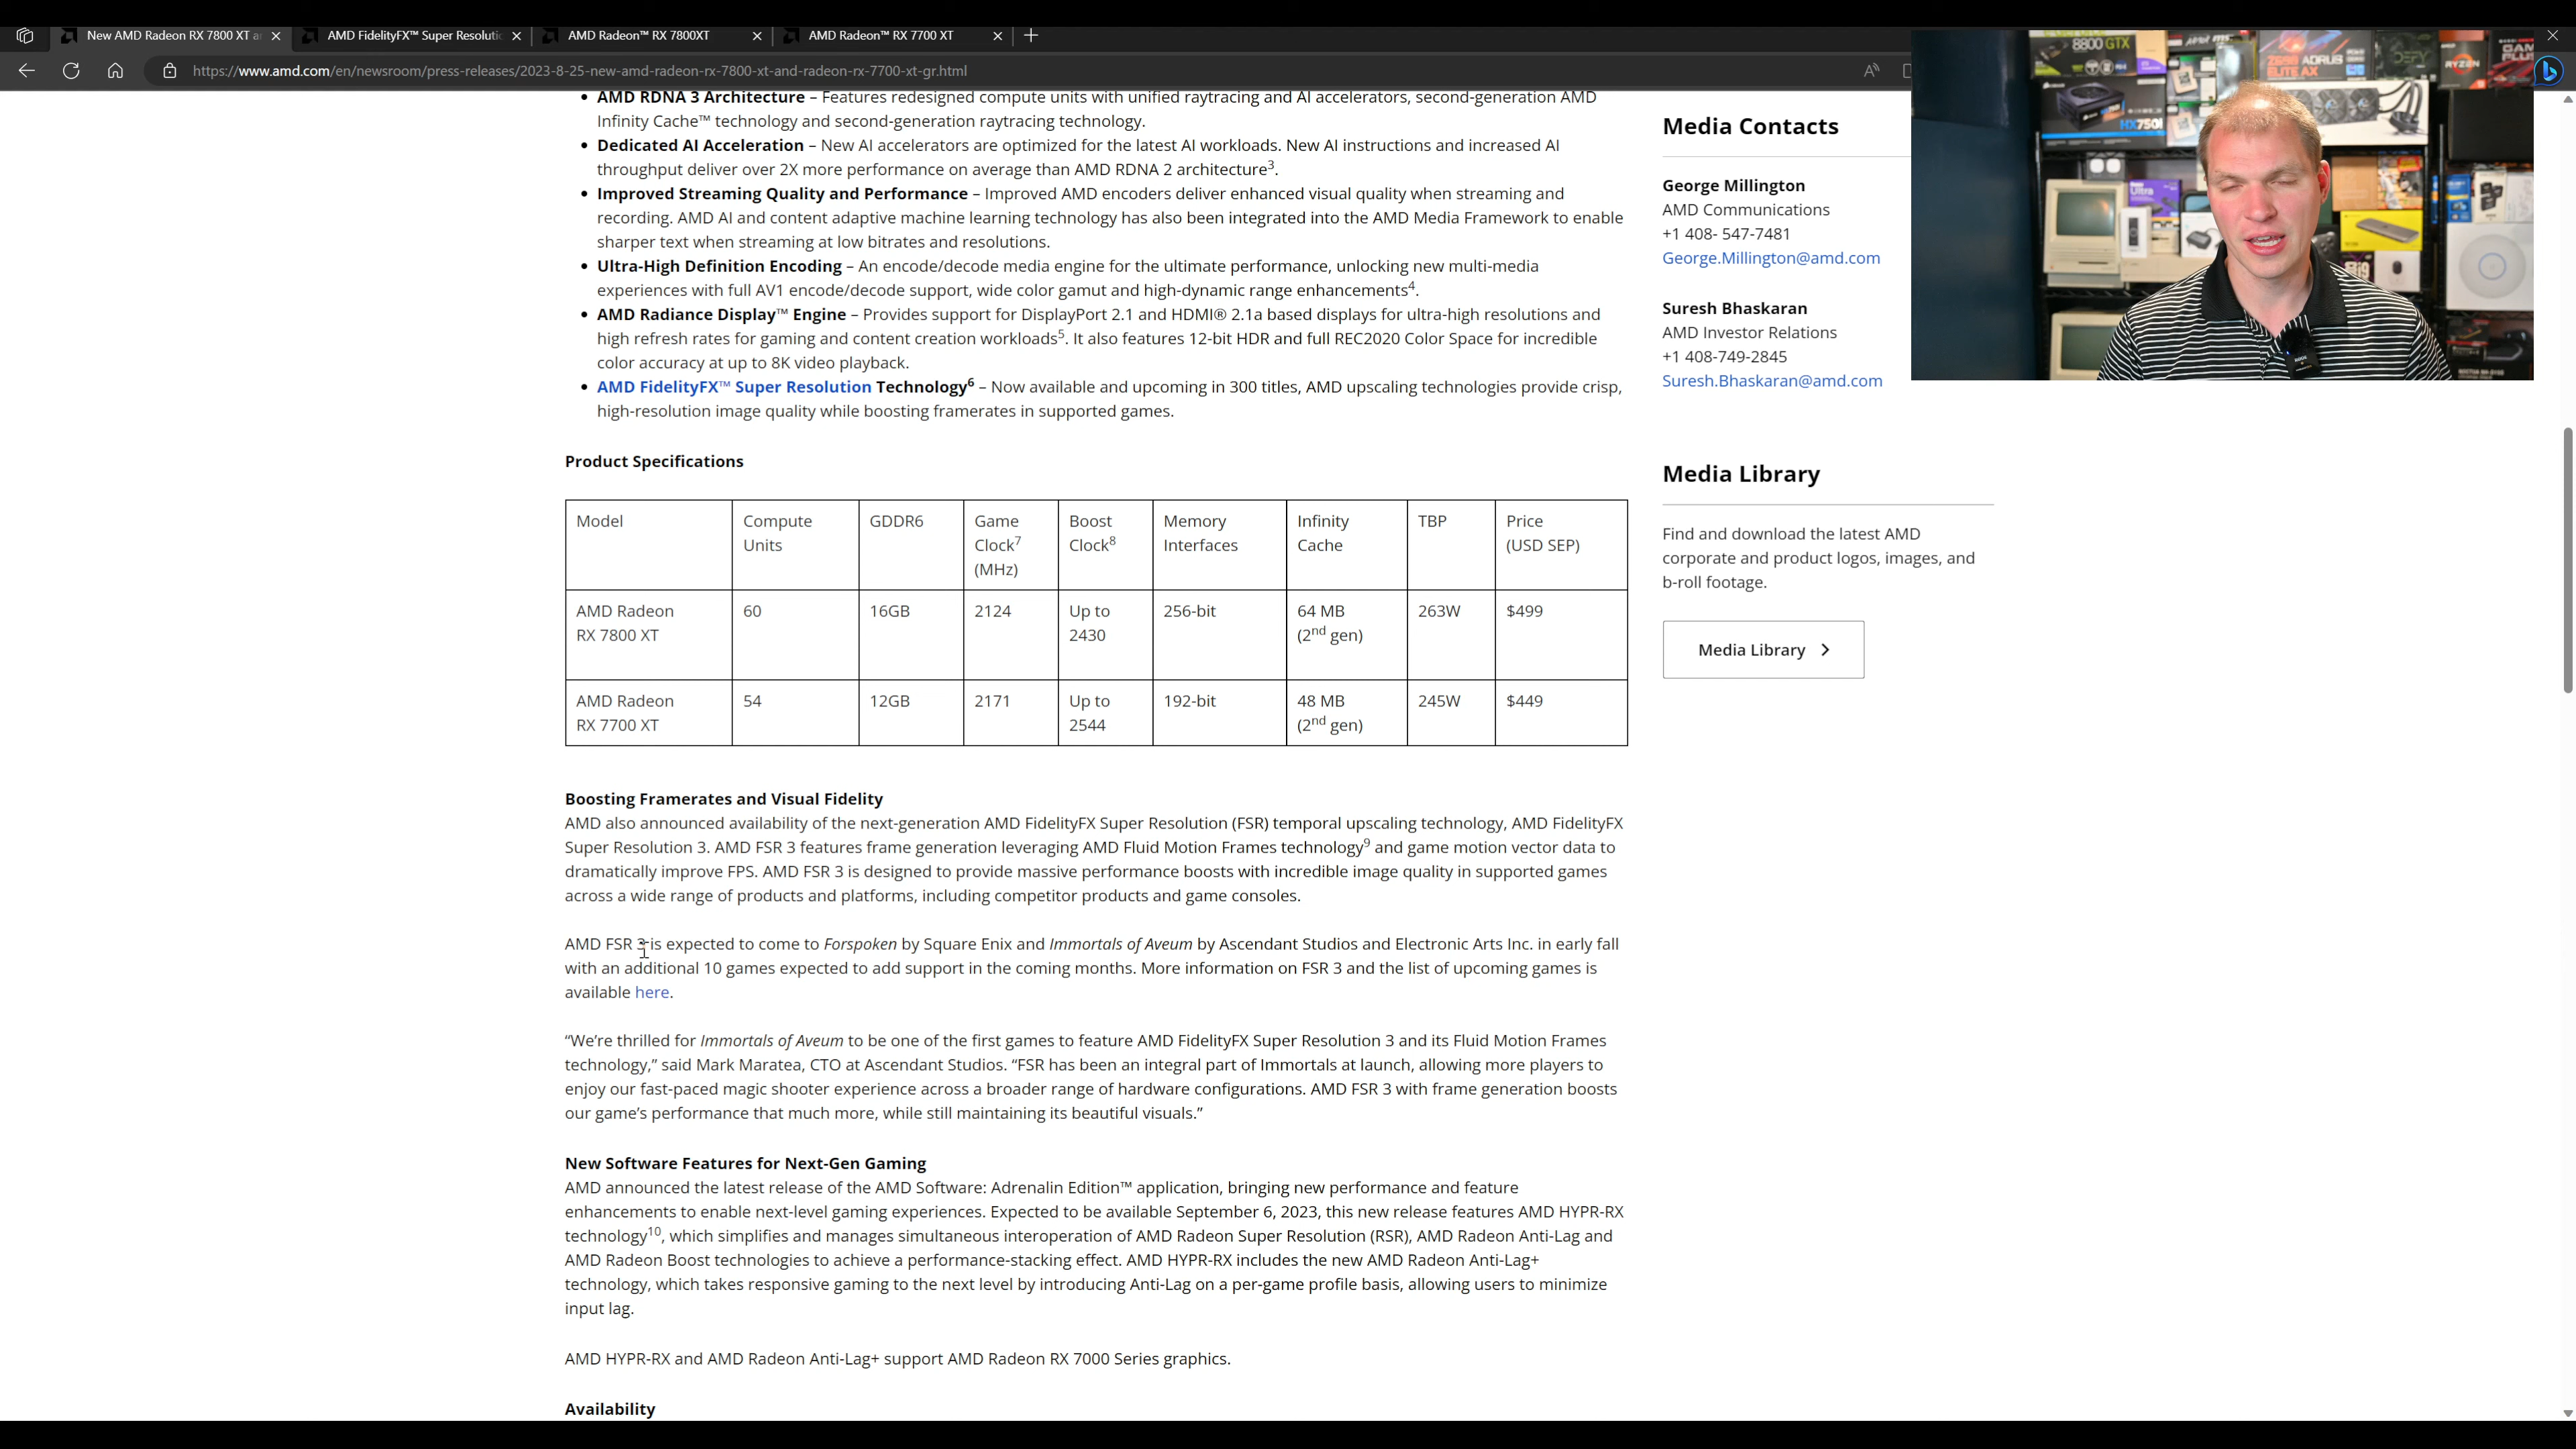 New AMD Radeon RX 7800 XT ar
AMD FidelityFX™ Super Resolutio
AMD Radeon™ RX 7800XT
AMD Radeon™ RX 7700 XT
https://www.amd.com/en/newsroom/press-releases/2023-8-25-new-amd-radeon-rx-7800-xt-and-radeon-rx-7700-xt-gr.html
• AMD RDNA 3 Architecture – Features redesigned compute units with unified raytracing and AI accelerators, second-generation AMD
Infinity Cache™ technology and second-generation raytracing technology.
• Dedicated AI Acceleration – New AI accelerators are optimized for the latest AI workloads. New AI instructions and increased AI
throughput deliver over 2X more performance on average than AMD RDNA 2 architecture3.
• Improved Streaming Quality and Performance – Improved AMD encoders deliver enhanced visual quality when streaming and
recording. AMD AI and content adaptive machine learning technology has also been integrated into the AMD Media Framework to enable
sharper text when streaming at low bitrates and resolutions.
• Ultra-High Definition Encoding – An encode/decode media engine for the ultimate performance, unlocking new multi-media
experiences with full AV1 encode/decode support, wide color gamut and high-dynamic range enhancements4.
• AMD Radiance Display™ Engine – Provides support for DisplayPort 2.1 and HDMI® 2.1a based displays for ultra-high resolutions and
high refresh rates for gaming and content creation workloads5. It also features 12-bit HDR and full REC2020 Color Space for incredible
color accuracy at up to 8K video playback.
• AMD FidelityFX™ Super Resolution Technology6 – Now available and upcoming in 300 titles, AMD upscaling technologies provide crisp,
high-resolution image quality while boosting framerates in supported games.
Product Specifications
Model
Compute
Units
GDDR6
Game
Clock7
(MHz)
Boost
Clock8
Memory
Interfaces
Infinity
Cache
TBP
Price
(USD SEP)
AMD Radeon
RX 7800 XT
60
16GB
2124
Up to
2430
256-bit
64 MB
(2nd gen)
263W
$499
AMD Radeon
RX 7700 XT
54
12GB
2171
Up to
2544
192-bit
48 MB
(2nd gen)
245W
$449
Boosting Framerates and Visual Fidelity
AMD also announced availability of the next-generation AMD FidelityFX Super Resolution (FSR) temporal upscaling technology, AMD FidelityFX
Super Resolution 3. AMD FSR 3 features frame generation leveraging AMD Fluid Motion Frames technology9 and game motion vector data to
dramatically improve FPS. AMD FSR 3 is designed to provide massive performance boosts with incredible image quality in supported games
across a wide range of products and platforms, including competitor products and game consoles.
AMD FSR 3 is expected to come to Forspoken by Square Enix and Immortals of Aveum by Ascendant Studios and Electronic Arts Inc. in early fall
with an additional 10 games expected to add support in the coming months. More information on FSR 3 and the list of upcoming games is
available here.
“We’re thrilled for Immortals of Aveum to be one of the first games to feature AMD FidelityFX Super Resolution 3 and its Fluid Motion Frames
technology,” said Mark Maratea, CTO at Ascendant Studios. “FSR has been an integral part of Immortals at launch, allowing more players to
enjoy our fast-paced magic shooter experience across a broader range of hardware configurations. AMD FSR 3 with frame generation boosts
our game’s performance that much more, while still maintaining its beautiful visuals.”
New Software Features for Next-Gen Gaming
AMD announced the latest release of the AMD Software: Adrenalin Edition™ application, bringing new performance and feature
enhancements to enable next-level gaming experiences. Expected to be available September 6, 2023, this new release features AMD HYPR-RX
technology10, which simplifies and manages simultaneous interoperation of AMD Radeon Super Resolution (RSR), AMD Radeon Anti-Lag and
AMD Radeon Boost technologies to achieve a performance-stacking effect. AMD HYPR-RX includes the new AMD Radeon Anti-Lag+
technology, which takes responsive gaming to the next level by introducing Anti-Lag on a per-game profile basis, allowing users to minimize
input lag.
AMD HYPR-RX and AMD Radeon Anti-Lag+ support AMD Radeon RX 7000 Series graphics.
Availability
Media Contacts
George Millington
AMD Communications
+1 408- 547-7481
George.Millington@amd.com
Suresh Bhaskaran
AMD Investor Relations
+1 408-749-2845
Suresh.Bhaskaran@amd.com
Media Library
Find and download the latest AMD
corporate and product logos, images, and
b-roll footage.
Media Library
8800 GTX
Z690 AORUS
ELITE AX
RYZEN
HX750i
Ultra